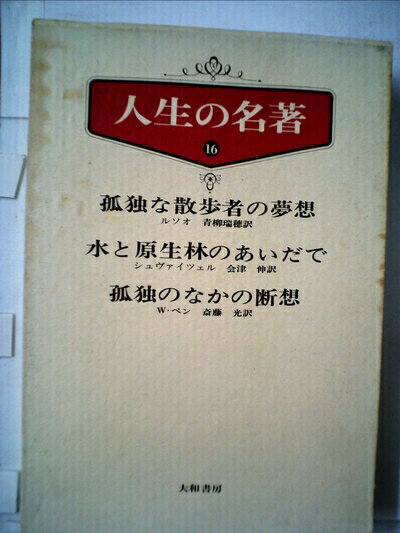 人生の名著
16
孤独な散歩者の夢想
ルソオ 青柳瑞穂訳
水と原生林のあいだで
シュヴァイツェル 会津 伸訳
孤独のなかの断想
W・ペン 斎藤 光訳
大和書房